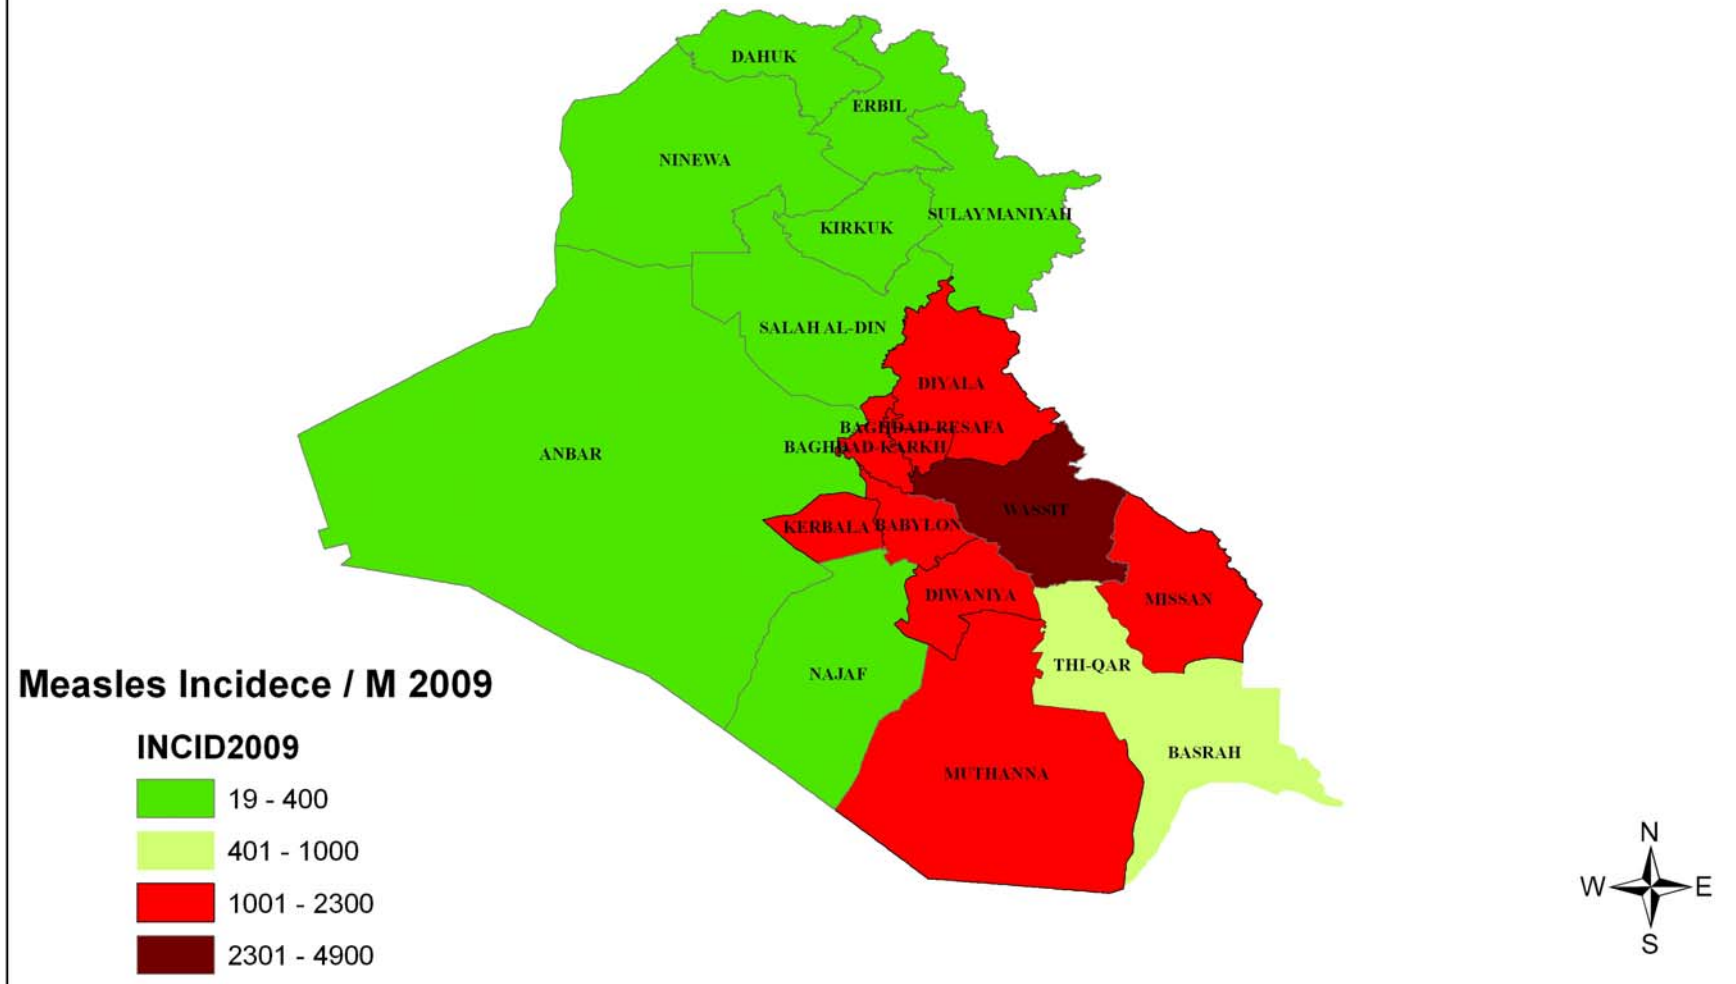 DAHUK
ERBIL
NINEWA
SULAYMANIYAH
KIRKUK
SALAH AL-DIN
DIYALA
BAGHDAD-RESAFA
BAGHDAD-KARKH
ANBAR
WASSIT
KERBALA
BABYLON
DIWANIYA
MISSAN
THI-QAR
NAJAF
BASRAH
MUTHANNA
Measles Incidece / M 2009
INCID2009
19 - 400
401 - 1000
1001 - 2300
2301 - 4900
N
W E
S